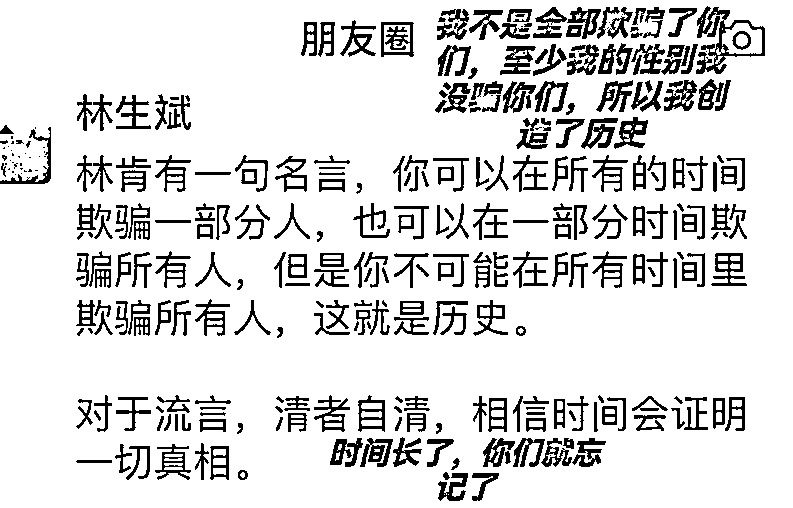 朋友圈
我不是全部欺骗了你
们，至少我的性别我
没骗你们，所以我创
造了历史
林生斌
林肯有一句名言，你可以在所有的时间
欺骗一部分人，也可以在一部分时间欺
骗所有人，但是你不可能在所有时间里
欺骗所有人，这就是历史。
对于流言，清者自清，相信时间会证明
一切真相。
时间长了，你们就忘
记了